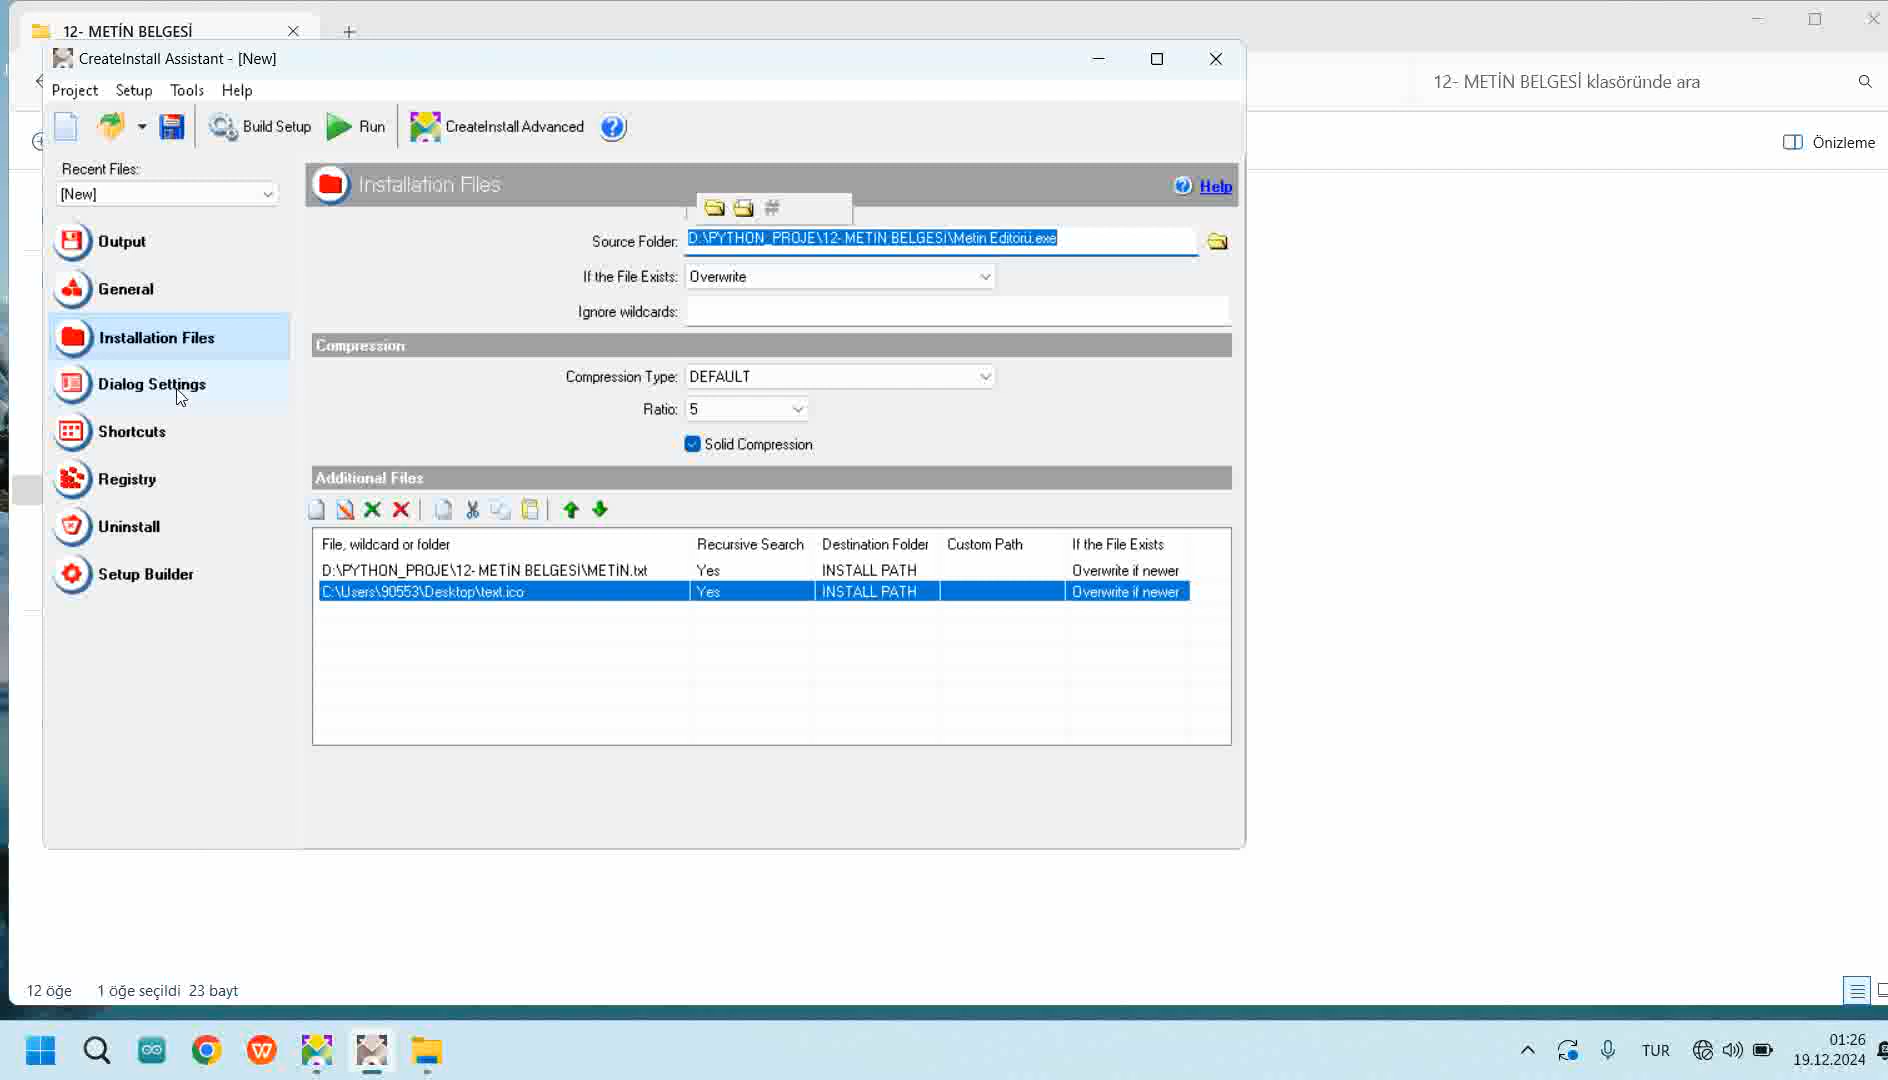 12- METİN BELGESİ
CreateInstall Assistant - [New]
Project Setup Tools Help
12- METİN BELGESİ klasöründe ara
Build Setup Run CreateInstall Advanced
Önizleme
Recent Files:
[New]
Installation Files
Help
Output
General
Installation Files
Dialog Settings
Shortcuts
Registry
Uninstall
Setup Builder
Source Folder: D:\PYTHON_PROJE\12- METİN BELGESİ\Metin Editörü.exe
If the File Exists: Overwrite
Ignore wildcards:
Compression
Compression Type: DEFAULT
Ratio: 5
Solid Compression
Additional Files
File, wildcard or folder Recursive Search Destination Folder Custom Path If the File Exists
D:\PYTHON_PROJE\12- METİN BELGESİ\METİN.txt Yes INSTALL PATH Overwrite if newer
C:\Users\90553\Desktop\text.ico Yes INSTALL PATH Overwrite if newer
12 öğe 1 öğe seçildi 23 bayt
TUR
01:26
19.12.2024